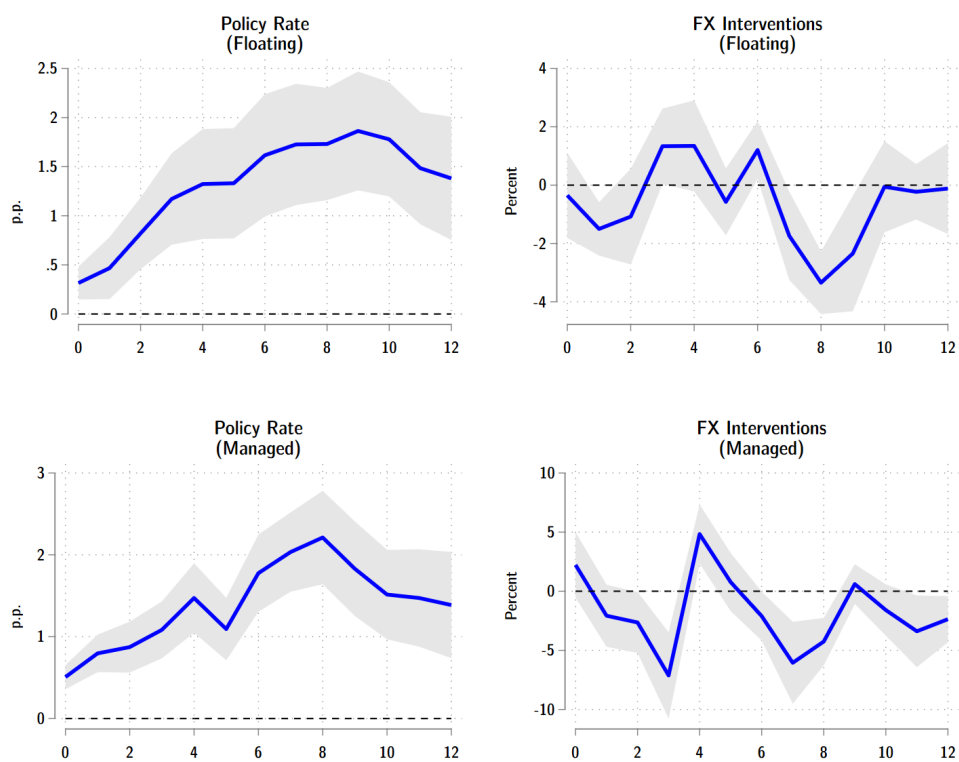 Policy Rate
(Floating)
p.p.
2.5
2
1.5
1
.5
0
0 2 4 6 8 10 12
FX Interventions
(Floating)
Percent
4
2
0
-2
-4
0 2 4 6 8 10 12
Policy Rate
(Managed)
p.p.
3
2
1
0
0 2 4 6 8 10 12
FX Interventions
(Managed)
Percent
10
5
0
-5
-10
0 2 4 6 8 10 12